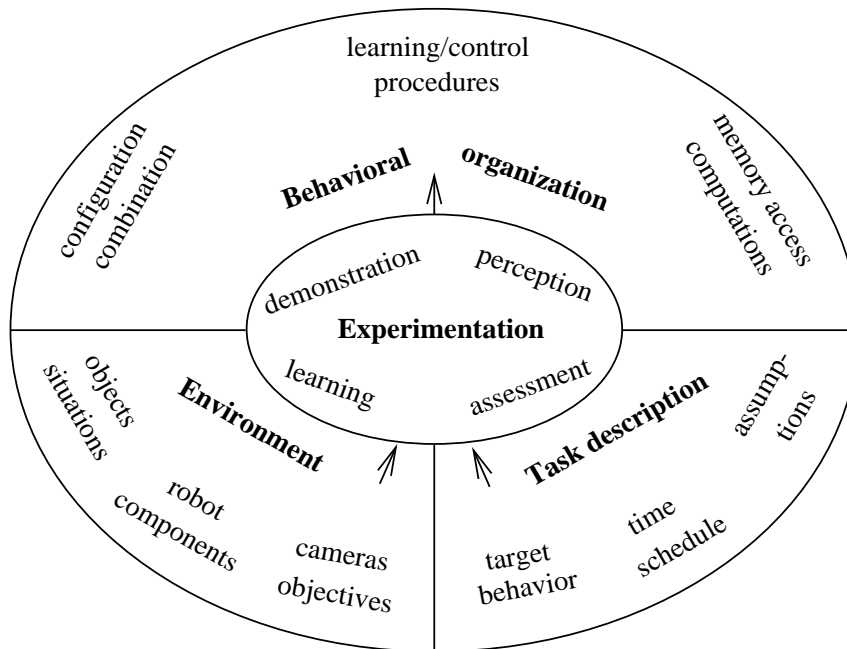 learning/control
procedures
configuration
combination
memory access
computations
Behavioral organization
demonstration
perception
Experimentation
learning
assessment
objects
situations
Environment
robot
components
cameras
objectives
Task description
assump-
tions
time
schedule
target
behavior